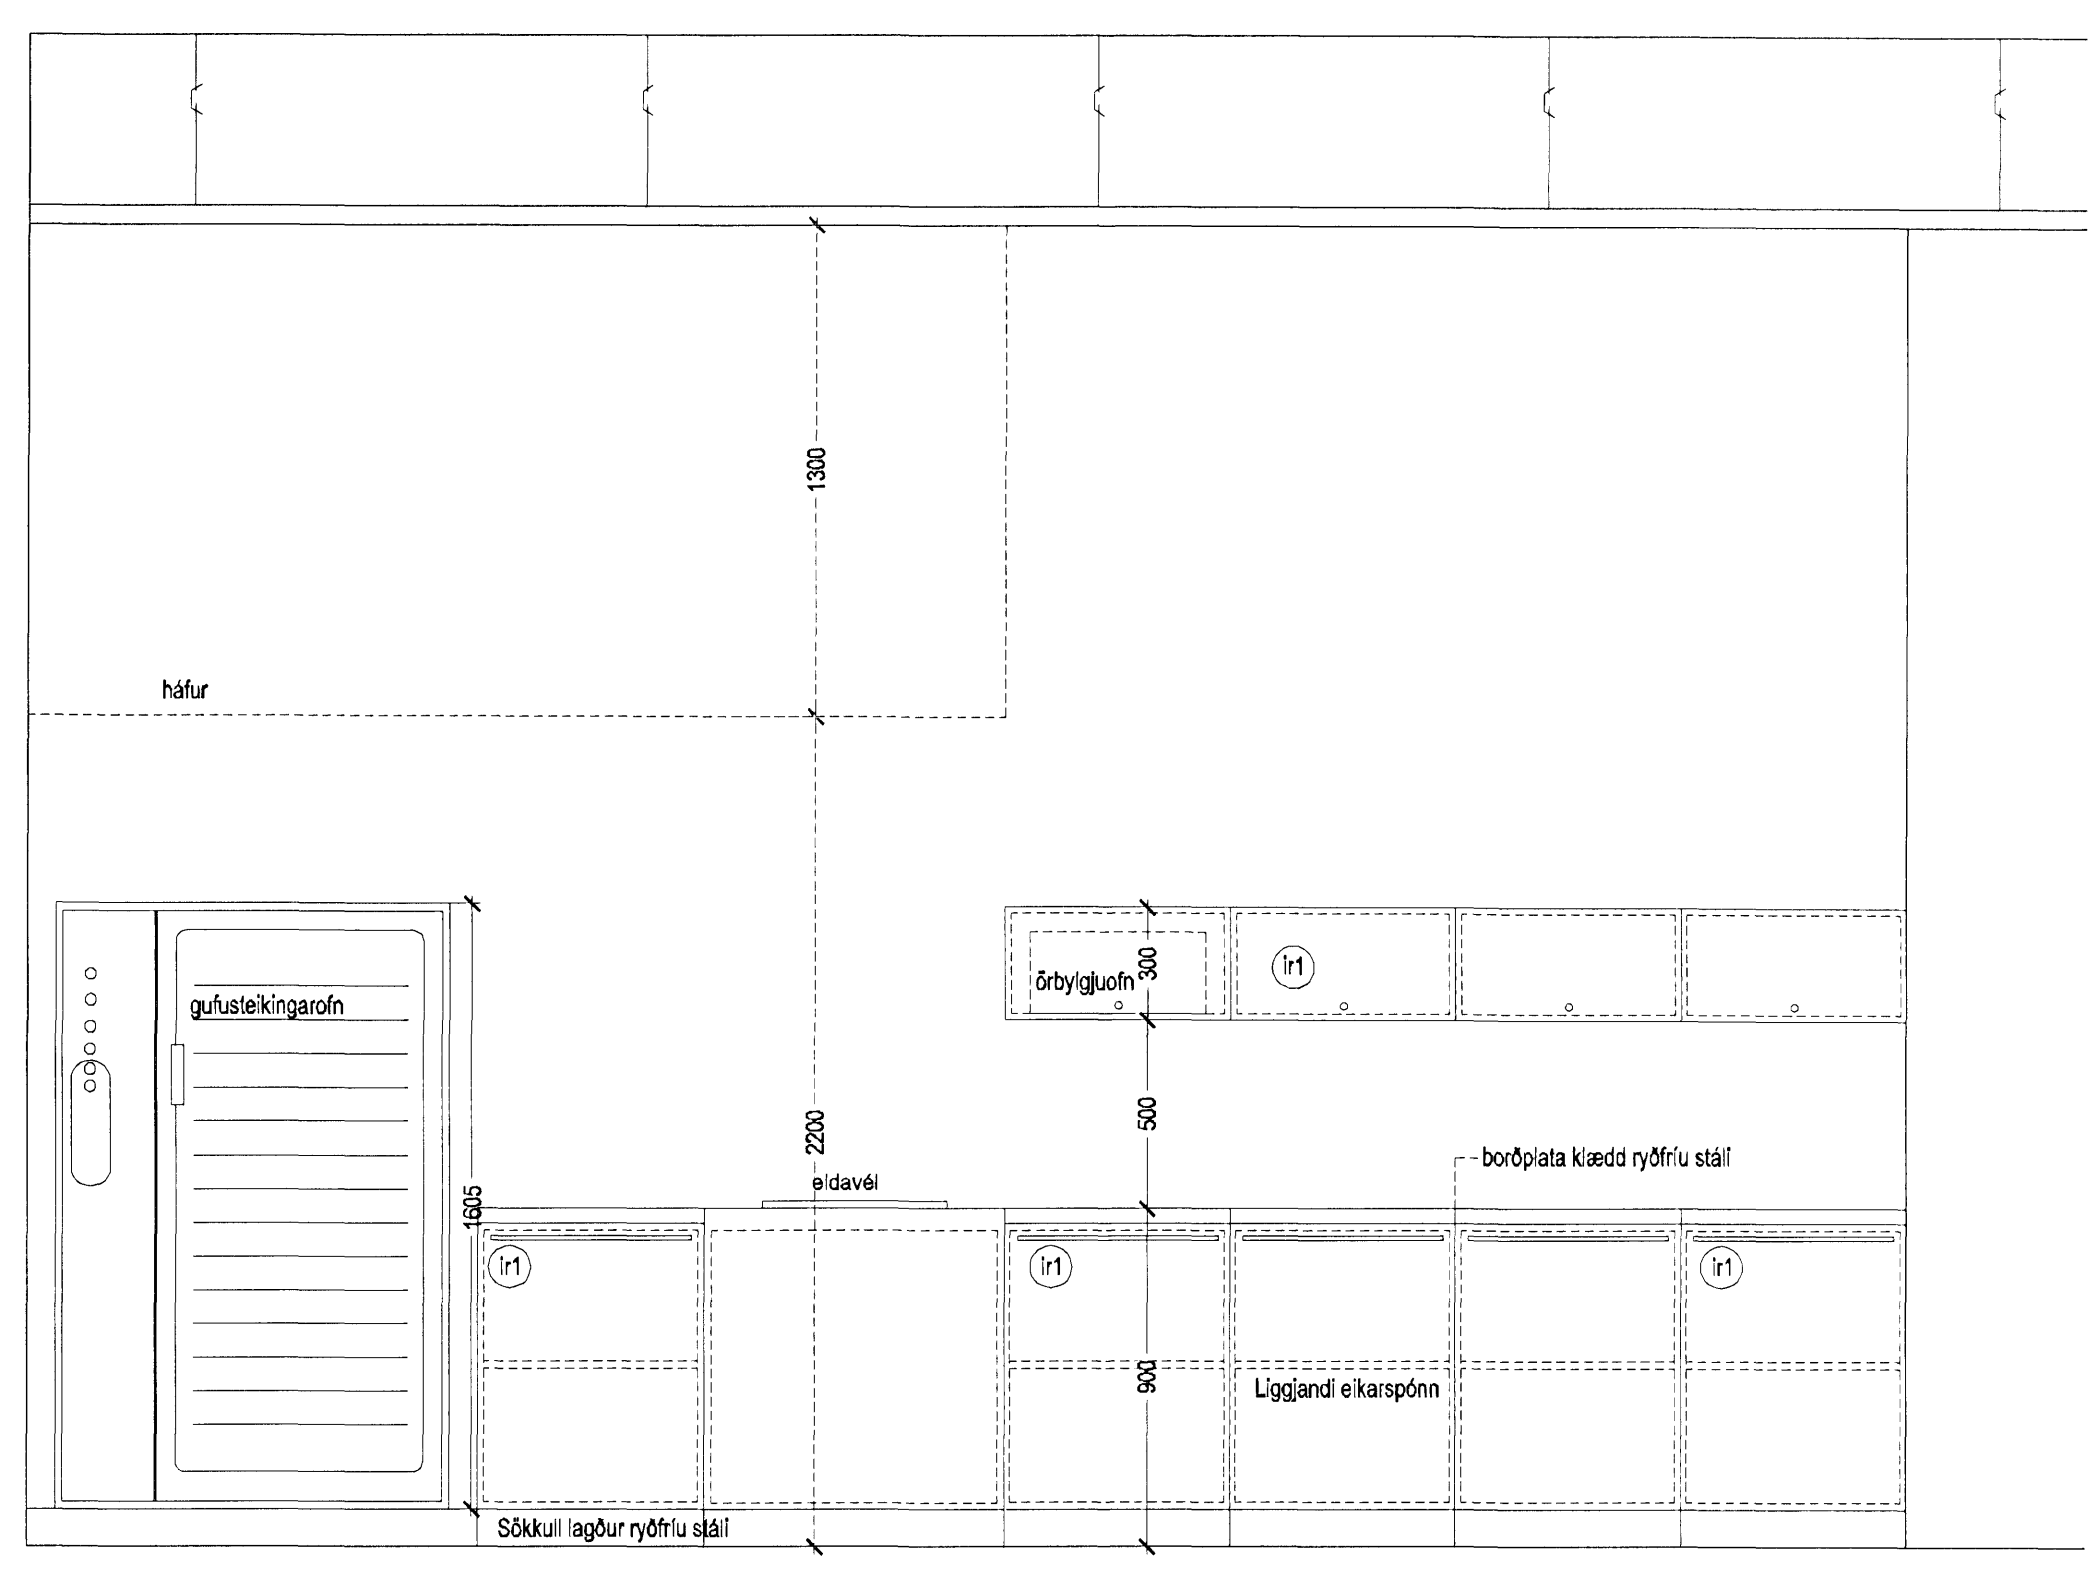 1300
háfur
örbylgjuofn
300
ir1
gufusteikingarofn
500
2200
borðplata klædd ryðfríu stáli
eldavél
1605
ir1
ir1
ir1
900
Liggjandi eikarspónn
Sökkull lagður ryðfríu stáli